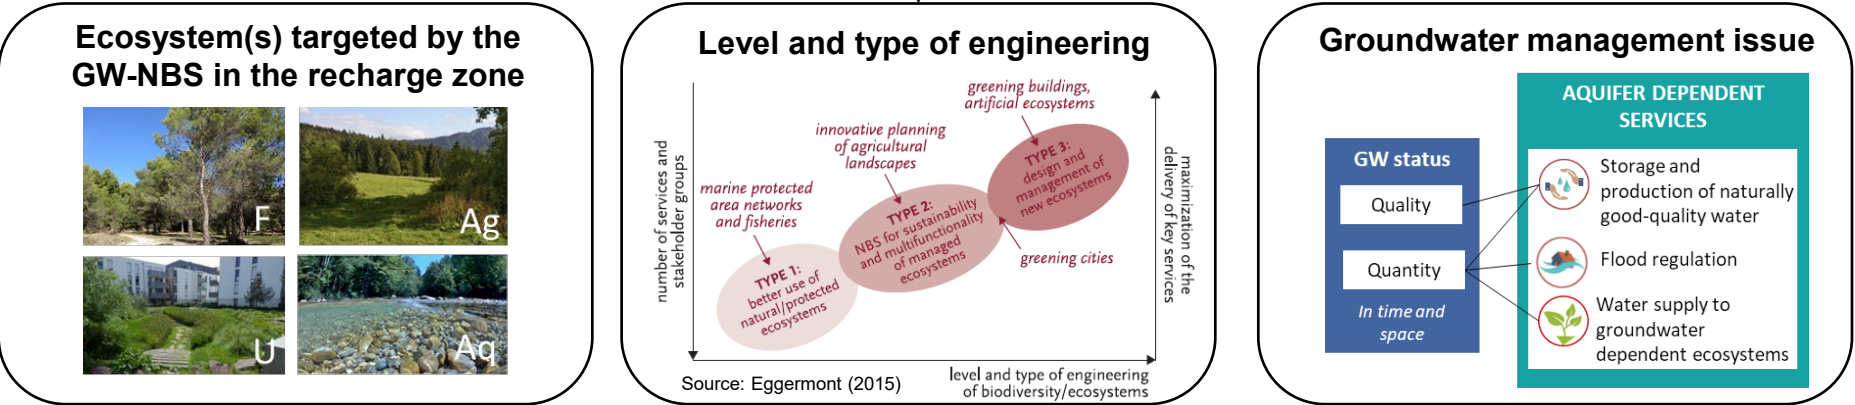 Ecosystem(s) targeted by the
GW-NBS in the recharge zone
F
Ag
U
Aq
Level and type of engineering
number of services and
stakeholder groups
marine protected
area networks
and fisheries
innovative planning
of agricultural
landscapes
greening buildings,
artificial ecosystems
TYPE 1:
better use of
natural/protected
ecosystems
TYPE 2:
NBS for sustainability
and multifunctionality
of managed
ecosystems
TYPE 3:
design and
management of
new ecosystems
greening cities
maximization of the
delivery of key services
Source: Eggermont (2015)
level and type of engineering
of biodiversity/ecosystems
Groundwater management issue
GW status
Quality
Quantity
In time and
space
AQUIFER DEPENDENT
SERVICES
Storage and
production of naturally
good-quality water
Flood regulation
Water supply to
groundwater
dependent ecosystems